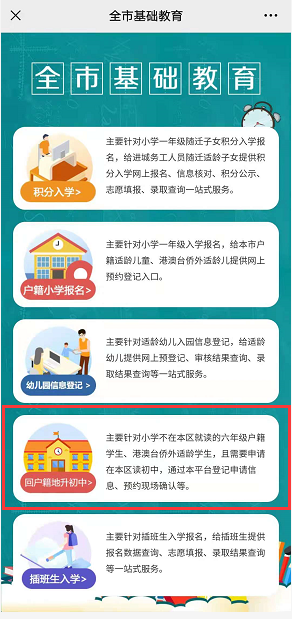 全市基础教育
全市基础教育
主要针对小学一年级随迁子女积分入学报
名，给进城务工人员随迁适龄子女提供积
分入学网上报名、信息核对、积分公示、
志愿填报、录取查询一站式服务。
积分入学>
主要针对小学一年级入学报名，给本市户
籍适龄儿童、港澳台侨外适龄儿提供网上
预约登记入口。
户籍小学报名>
主要针对适龄幼儿入园信息登记，给适龄
幼儿提供网上预登记、审核结果查询、录
取结果查询等一站式服务。
幼儿园信息登记>
主要针对小学不在本区就读的六年级户籍
学生、港澳台侨外适龄学生，且需要申请
在本区读初中，通过本平台登记申请信
息、预约现场确认等。
回户籍地升初中>
主要针对插班生入学报名，给插班生提供
报名数据查询、志愿填报、录取结果查询
等一站式服务。
插班生入学>